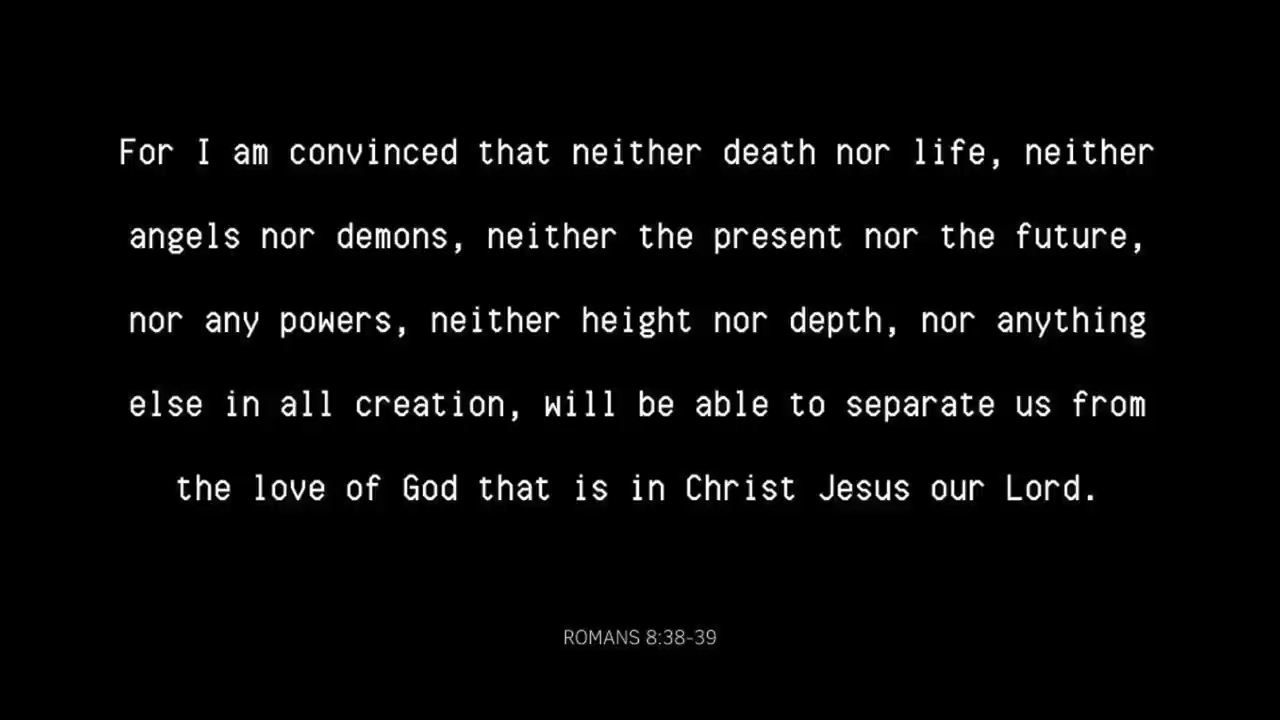 For I am convinced that neither death nor life, neither
angels nor demons, neither the present nor the future,
nor any powers, neither height nor depth, nor anything
else in all creation, will be able to separate us from
the love of God that is in Christ Jesus our Lord.
ROMANS 8:38-39